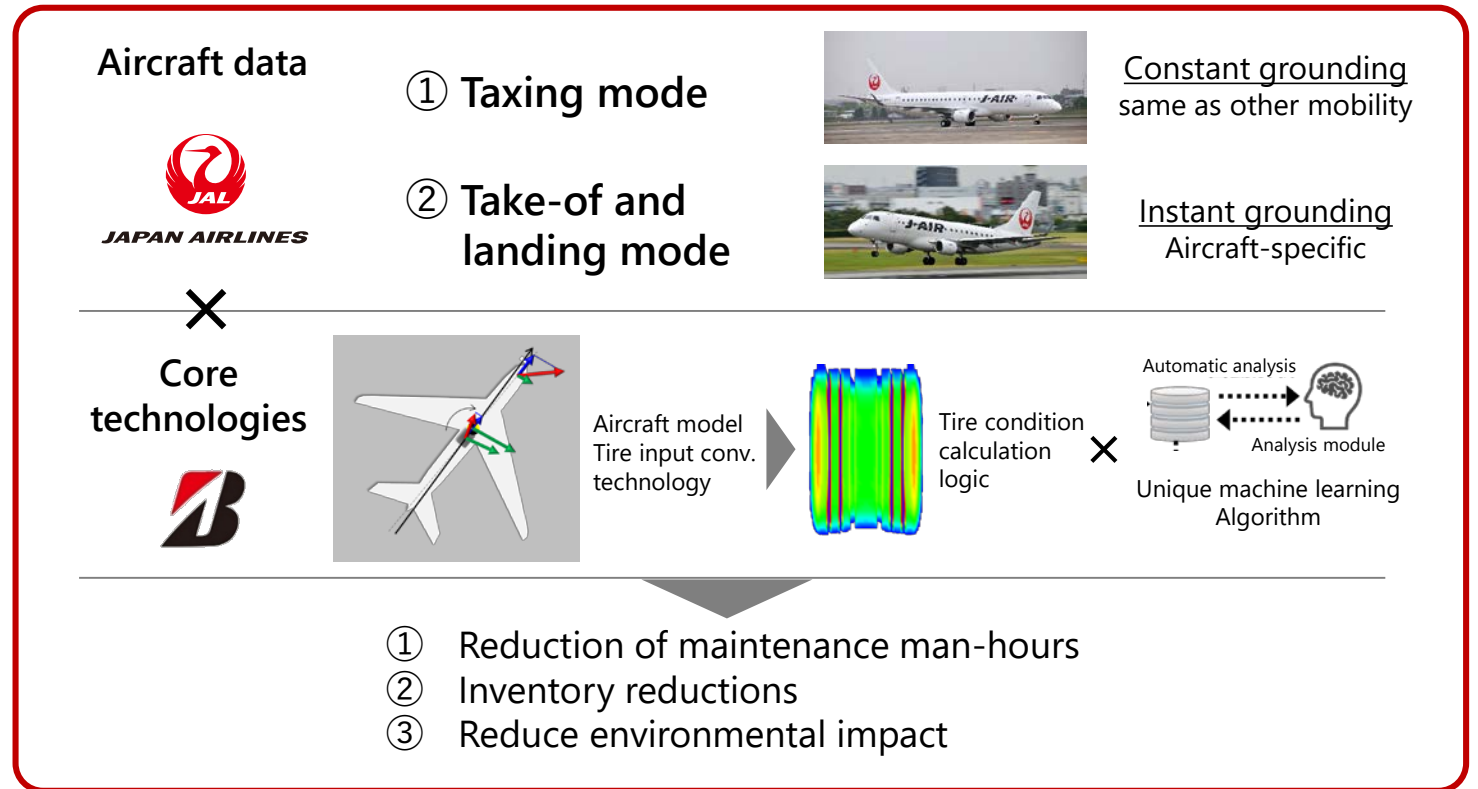 Aircraft data
JAL
JAPAN AIRLINES
① Taxing mode
J-AIR
Constant grounding
same as other mobility
② Take-of and
landing mode
J-AIR
Instant grounding
Aircraft-specific
×
Core
technologies
Aircraft model
Tire input conv.
technology
Tire condition
calculation
logic
×
Automatic analysis
Analysis module
Unique machine learning
Algorithm
① Reduction of maintenance man-hours
② Inventory reductions
③ Reduce environmental impact